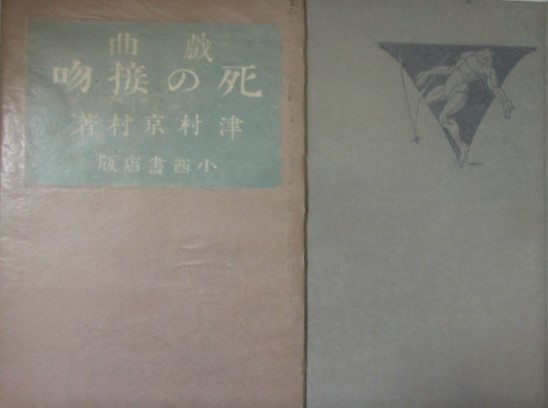 戯曲
死の接吻
津村京村著
小西書店版